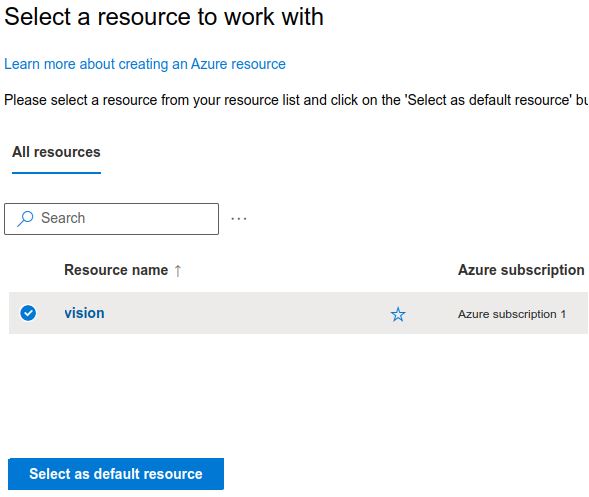 Select a resource to work with
Learn more about creating an Azure resource
Please select a resource from your resource list and click on the 'Select as default resource' bu
All resources
Search ...
Resource name ↑ Azure subscription
vision Azure subscription 1
Select as default resource